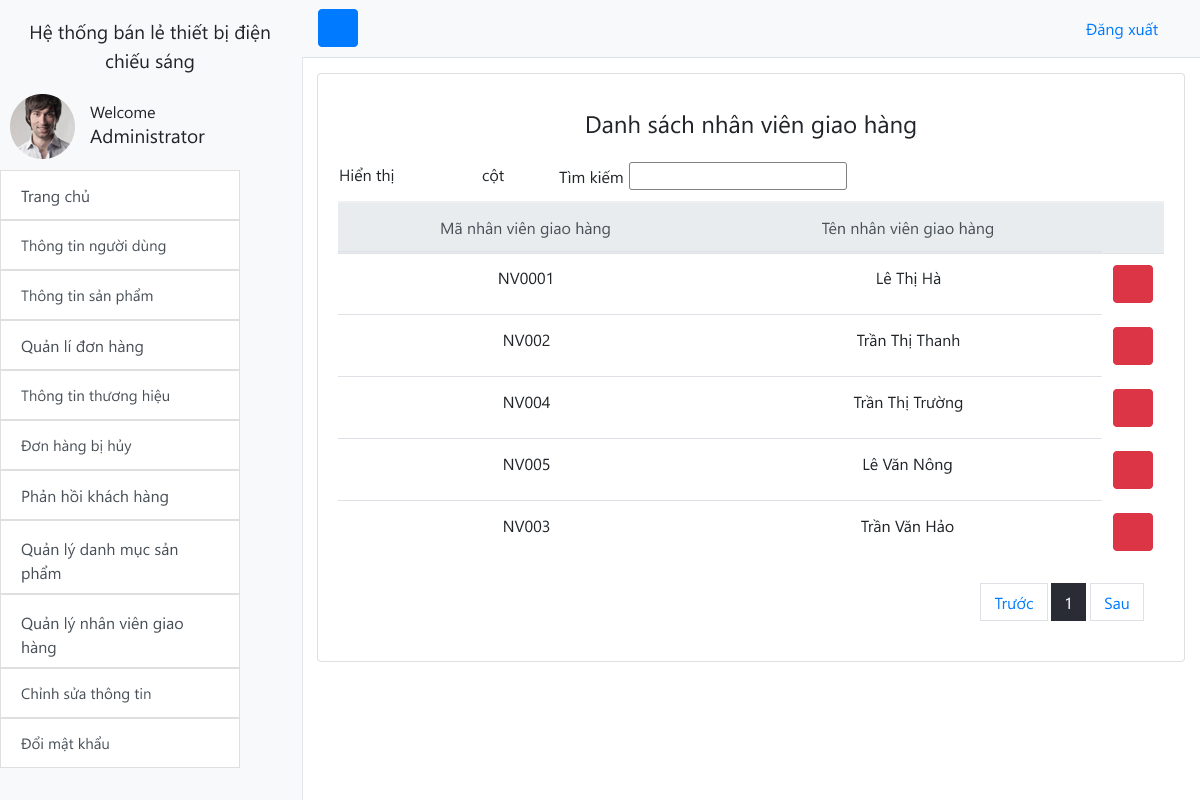 Hệ thống bán lẻ thiết bị điện
chiếu sáng
Welcome
Administrator
Trang chủ
Thông tin người dùng
Thông tin sản phẩm
Quản lí đơn hàng
Thông tin thương hiệu
Đơn hàng bị hủy
Phản hồi khách hàng
Quản lý danh mục sản
phẩm
Quản lý nhân viên giao
hàng
Chỉnh sửa thông tin
Đổi mật khẩu
Đăng xuất
Danh sách nhân viên giao hàng
Hiển thị cột Tìm kiếm
Mã nhân viên giao hàng Tên nhân viên giao hàng
NV0001 Lê Thị Hà
NV002 Trần Thị Thanh
NV004 Trần Thị Trường
NV005 Lê Văn Nông
NV003 Trần Văn Hảo
Trước 1 Sau